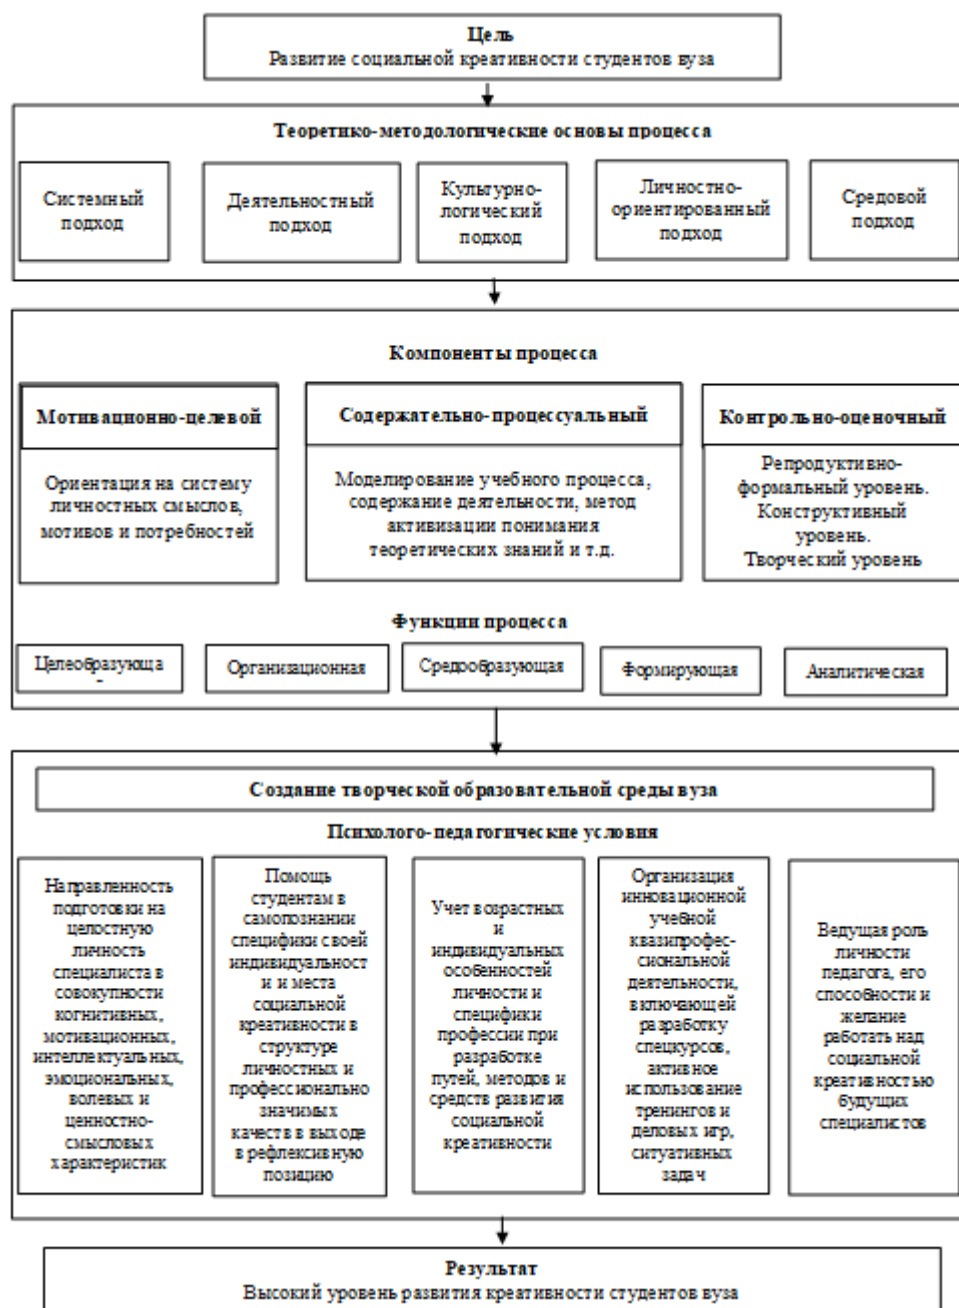 Цель
Развитие социальной креативности студентов вуза
Теоретико-методологические основы процесса
Системный
подход
Деятельностный
подход
Культурно-
логический
подход
Личностно-
ориентированный
подход
Средовой
подход
Компоненты процесса
Мотивационно-целевой
Ориентация на систему
личностных смыслов,
мотивов и потребностей
Содержательно-процессуальный
Моделирование учебного процесса,
содержание деятельности, метод
активизации понимания
теоретических знаний и т.д.
Контрольно-оценочный
Репродуктивно-
формальный уровень.
Конструктивный
уровень.
Творческий уровень
Функции процесса
Целеобразующа
Организационная
Средообразующая
Формирующая
Аналитическая
Создание творческой образовательной среды вуза
Психолого-педагогические условия
Направленность
подготовки на
целостную
личность
специалиста в
совокупности
когнитивных,
мотивационных,
интеллектуальных,
эмоциональных,
волевых и
ценностно-
смысловых
характеристик
Помощь
студентам в
самопознании
специфики своей
индивидуальност
и и места
социальной
креативности в
структуре
личностных и
профессионально
значимых
качеств в выходе
в рефлексивную
позицию
Учет возрастных
и
индивидуальных
особенностей
личности и
специфики
профессии при
разработке
путей, методов и
средств развития
социальной
креативности
Организация
инновационной
учебной
квазипрофес-
сиональной
деятельности,
включающей
разработку
спецкурсов,
активное
использование
тренингов и
деловых игр,
ситуативных
задач
Ведущая роль
личности
педагога, его
способности и
желание
работать над
социальной
креативностью
будущих
специалистов
Результат
Высокий уровень развития креативности студентов вуза